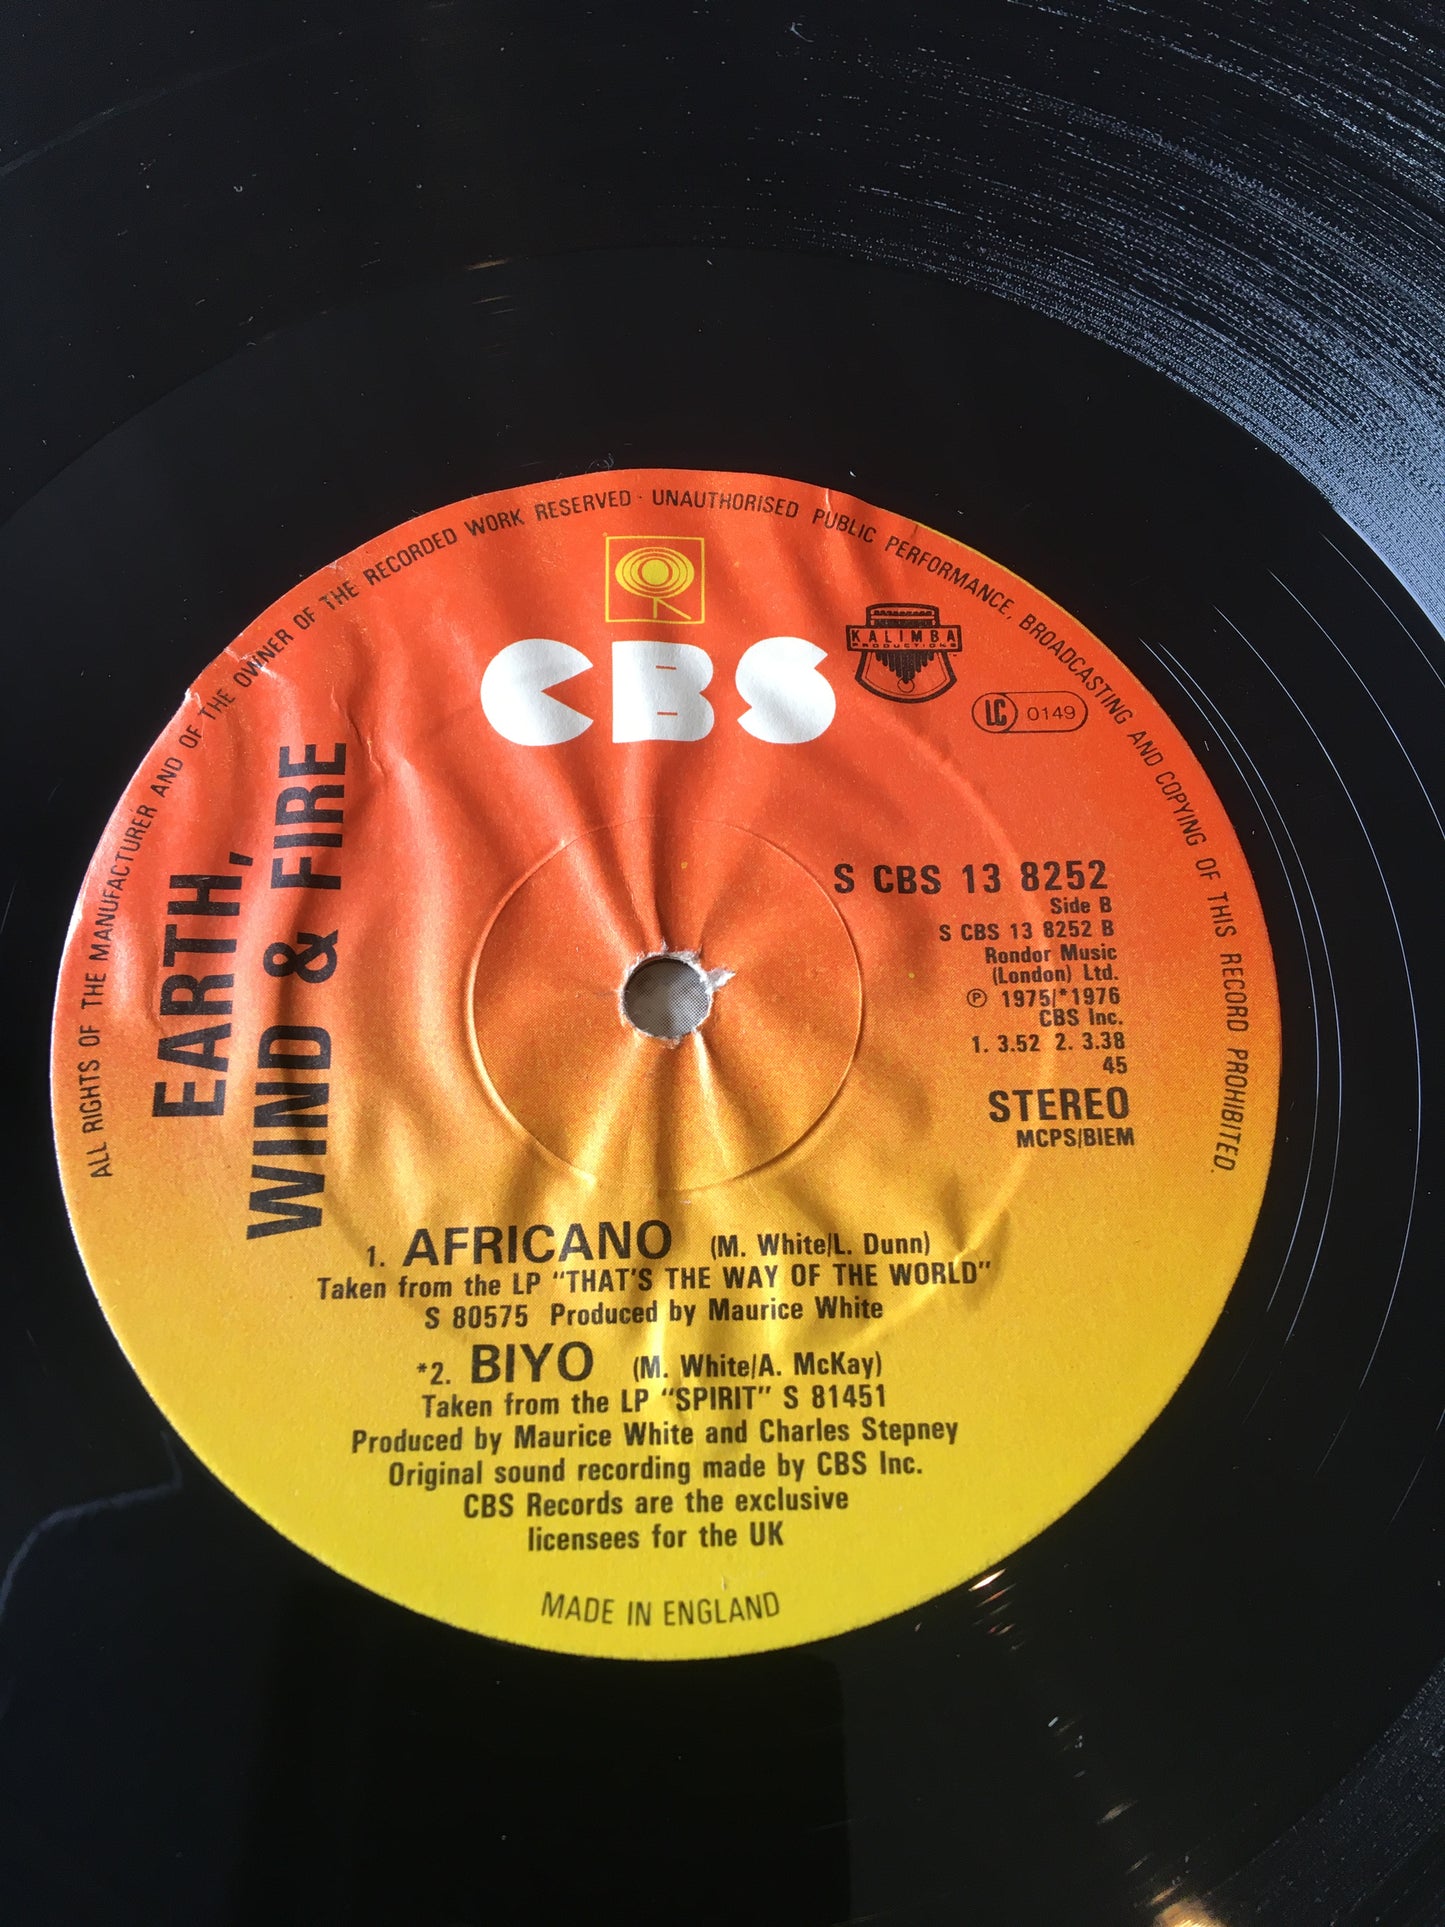 ALL RIGHTS OF THE MANUFACTURER AND OF THE OWNER OF THE RECORDED WORK RESERVED · UNAUTHORISED PUBLIC PERFORMANCE, BROADCASTING AND COPYING OF THIS RECORD PROHIBITED.
CBS
KALIMBA
PRODUCTIONS
LC 0149
EARTH,
WIND & FIRE
S CBS 13 8252
Side B
S CBS 13 8252 B
Rondor Music
(London) Ltd.
℗ 1975/*1976
CBS Inc.
1. 3.52 2. 3.38
45
STEREO
MCPS/BIEM
1. AFRICANO (M. White/L. Dunn)
Taken from the LP "THAT'S THE WAY OF THE WORLD"
S 80575 Produced by Maurice White
*2. BIYO (M. White/A. McKay)
Taken from the LP "SPIRIT" S 81451
Produced by Maurice White and Charles Stepney
Original sound recording made by CBS Inc.
CBS Records are the exclusive
licensees for the UK
MADE IN ENGLAND